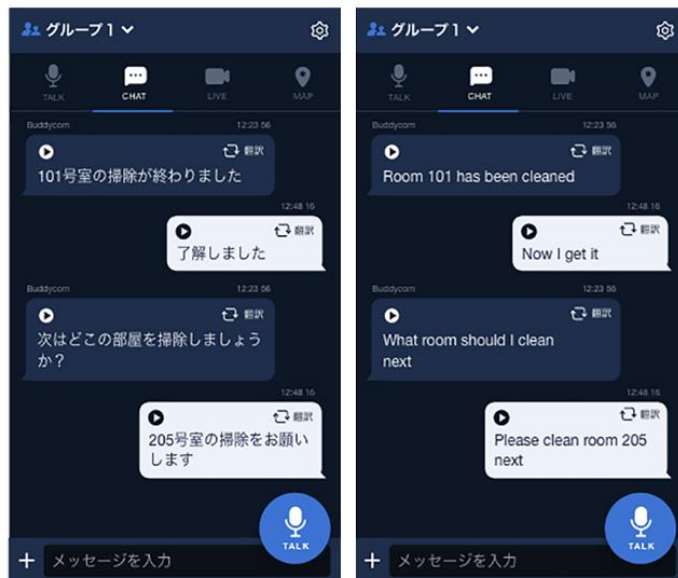 グループ1
TALK
CHAT
LIVE
MAP
Buddycom 12:23 56
翻訳
101号室の掃除が終わりました
12:48 16
翻訳
了解しました
Buddycom 12:23 56
翻訳
次はどこの部屋を掃除しましょう
か？
12:48 16
翻訳
205号室の掃除をお願い
します
TALK
メッセージを入力
グループ1
TALK
CHAT
LIVE
MAP
Buddycom 12:23 56
翻訳
Room 101 has been cleaned
12:48 16
翻訳
Now I get it
Buddycom 12:23 56
翻訳
What room should I clean
next
12:48 16
翻訳
Please clean room 205
next
TALK
メッセージを入力